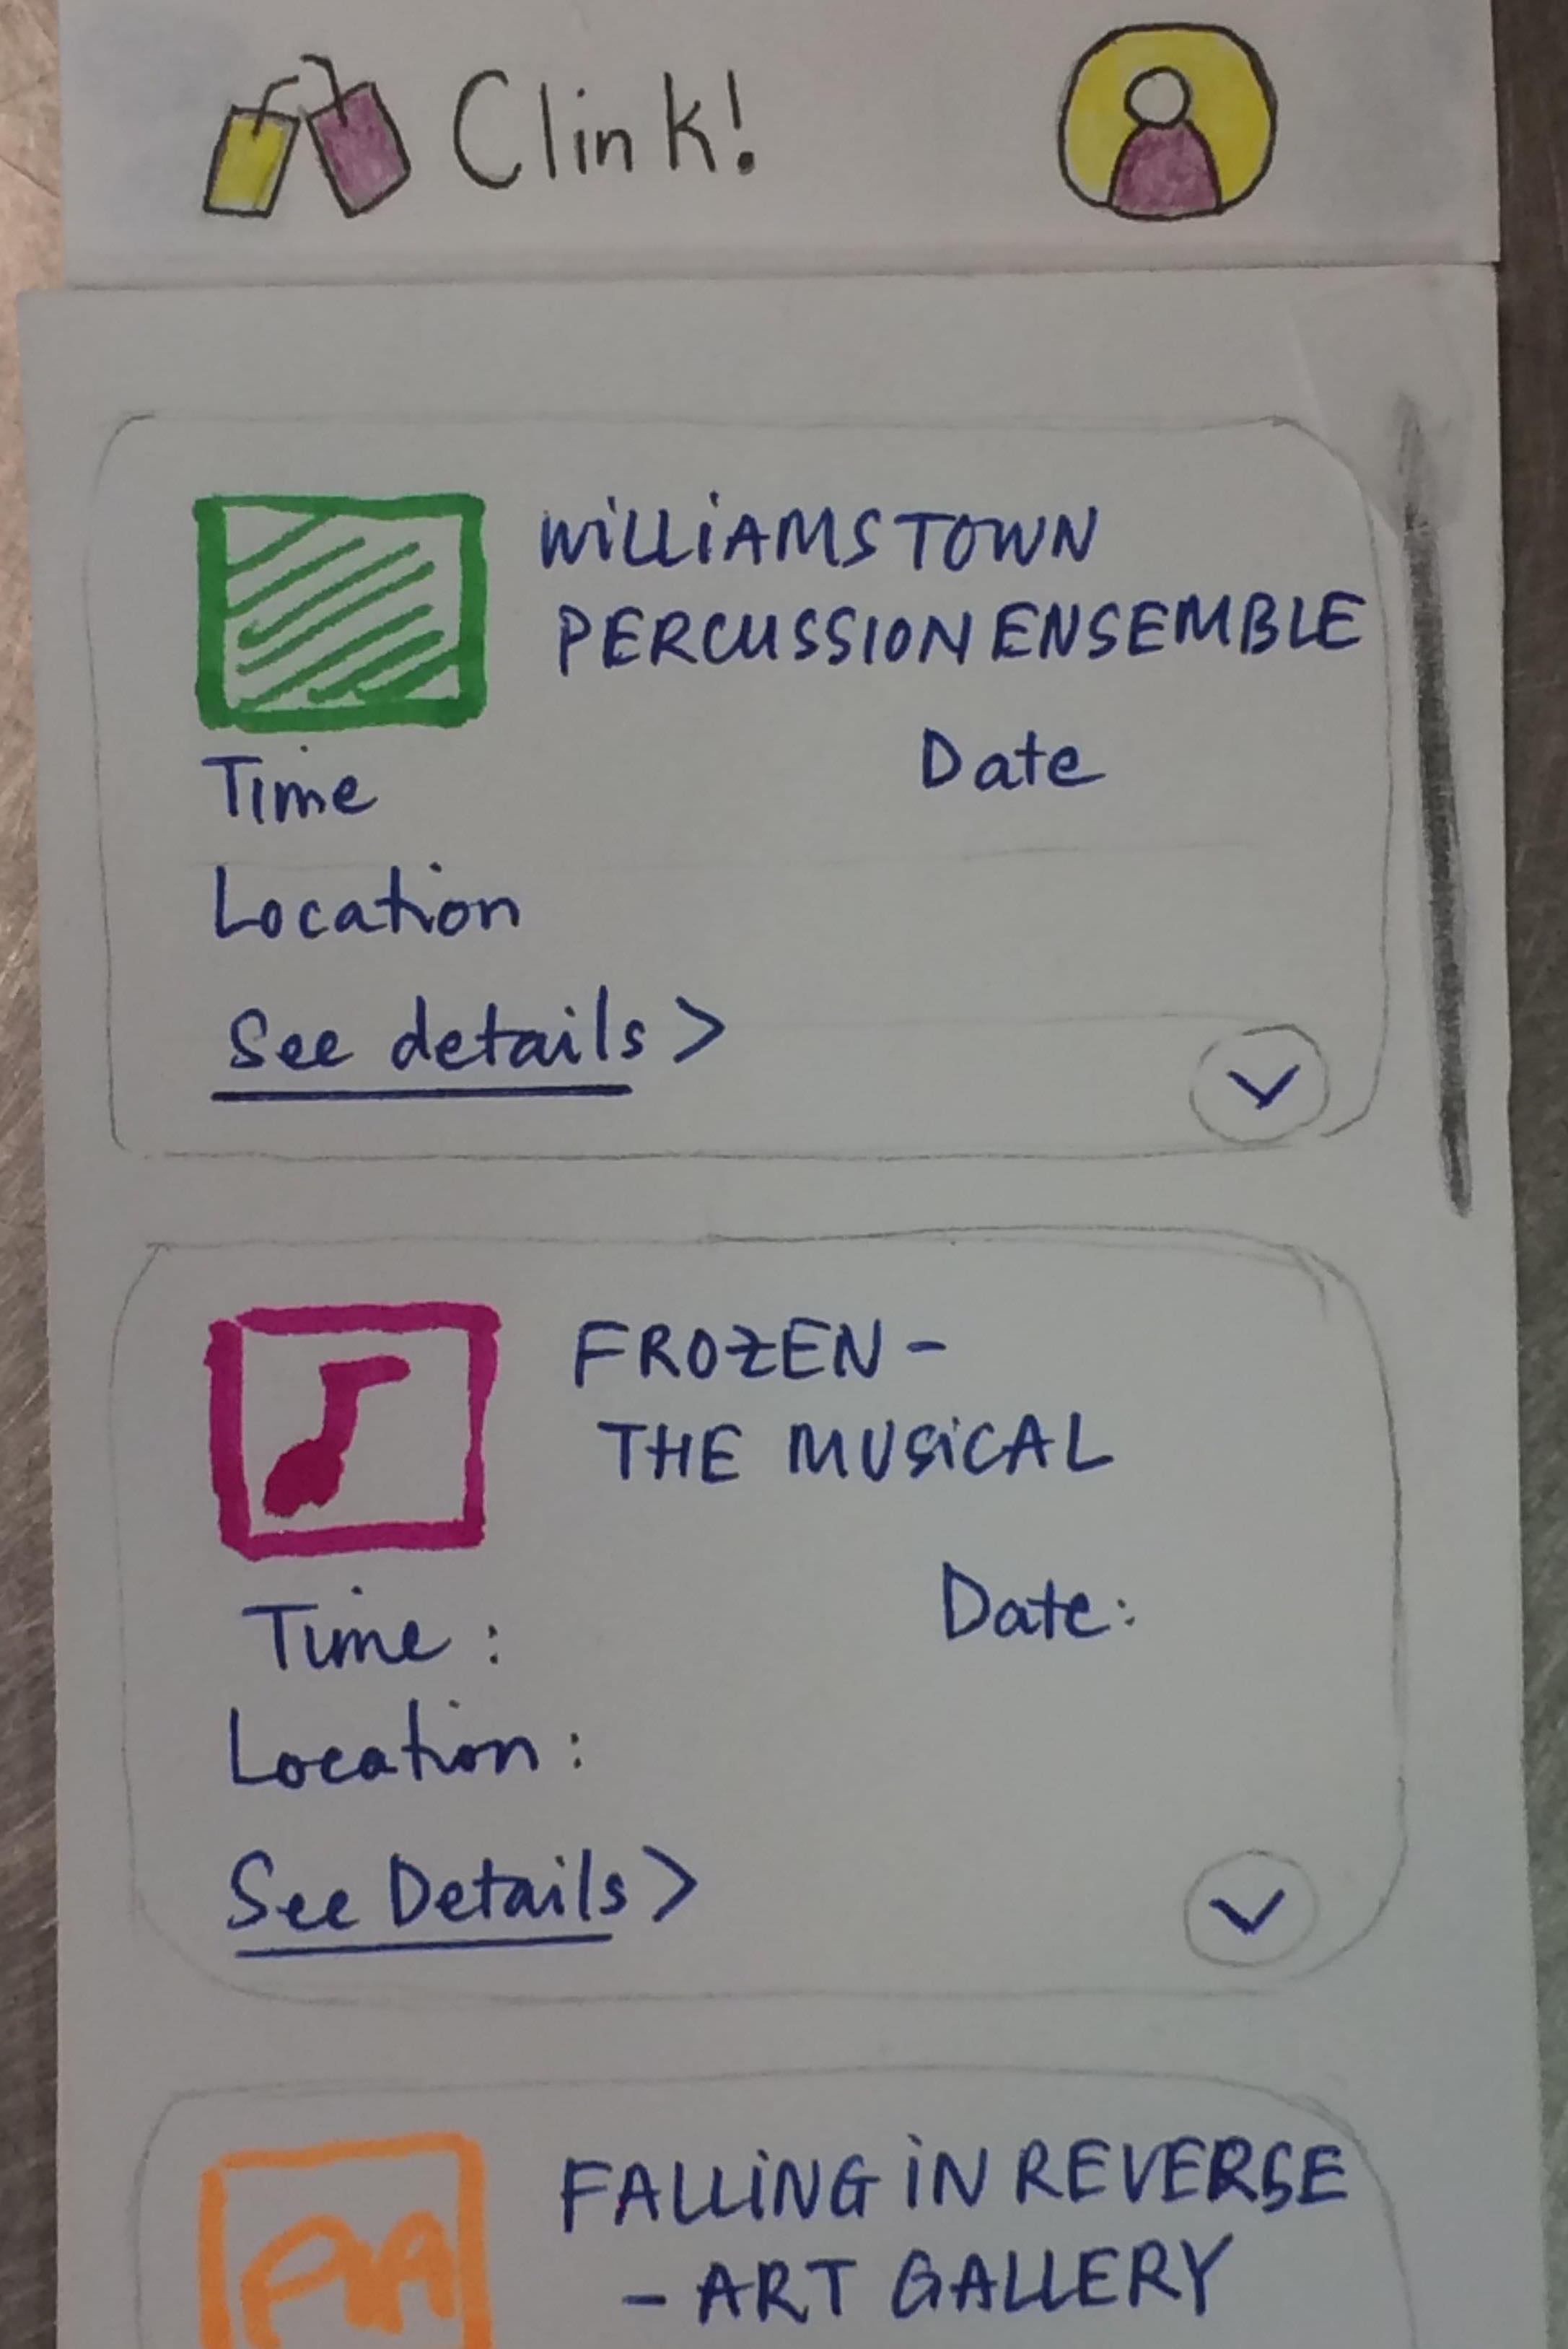 Clink!
WILLIAMSTOWN
PERCUSSION ENSEMBLE
Time Date
Location
See details >
FROZEN -
THE MUSICAL
Time : Date:
Location :
See Details >
FALLING IN REVERSE
- ART GALLERY